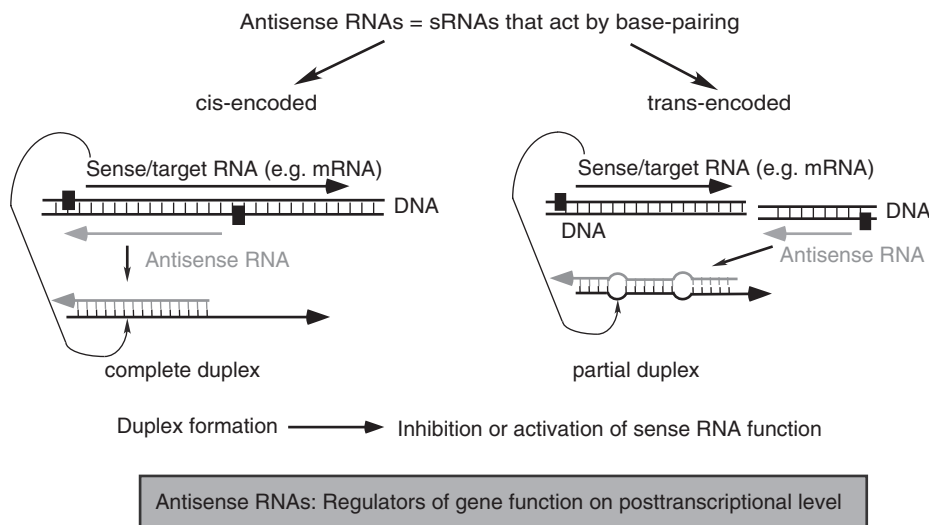 Antisense RNAs = sRNAs that act by base-pairing
cis-encoded
trans-encoded
Sense/target RNA (e.g. mRNA)
DNA
Antisense RNA
complete duplex
Sense/target RNA (e.g. mRNA)
DNA
DNA
Antisense RNA
partial duplex
Duplex formation
Inhibition or activation of sense RNA function
Antisense RNAs: Regulators of gene function on posttranscriptional level